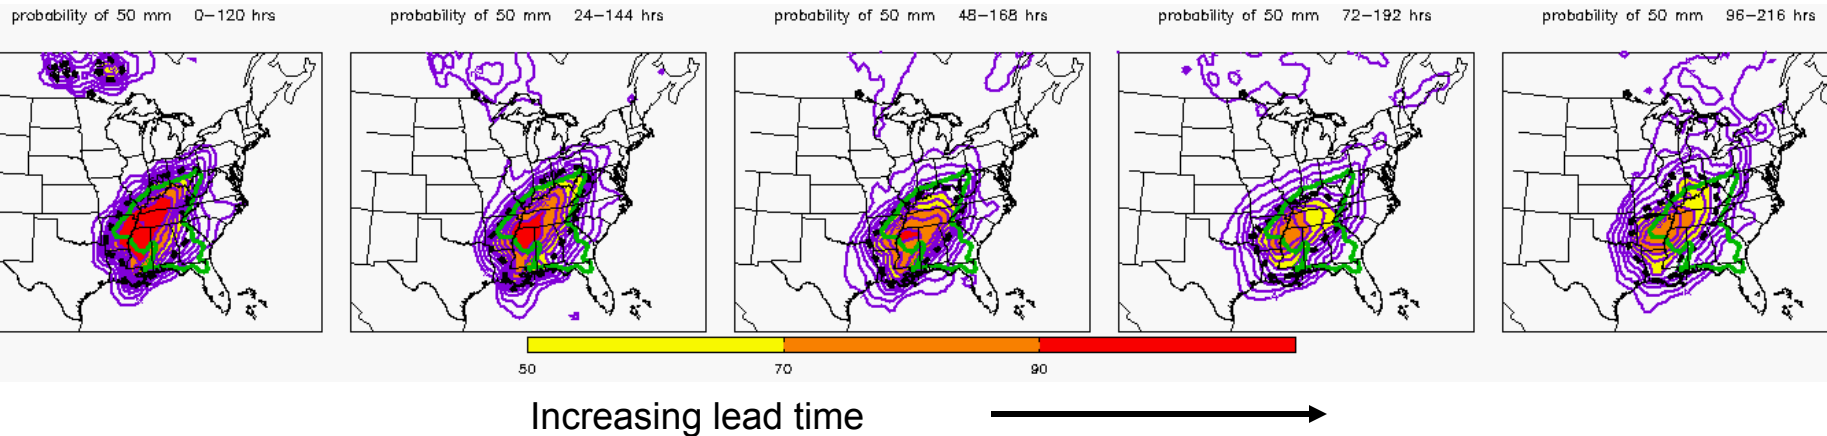 probability of 50 mm 0-120 hrs
probability of 50 mm 24-144 hrs
probability of 50 mm 48-168 hrs
probability of 50 mm 72-192 hrs
probability of 50 mm 96-216 hrs
50 70 90
Increasing lead time